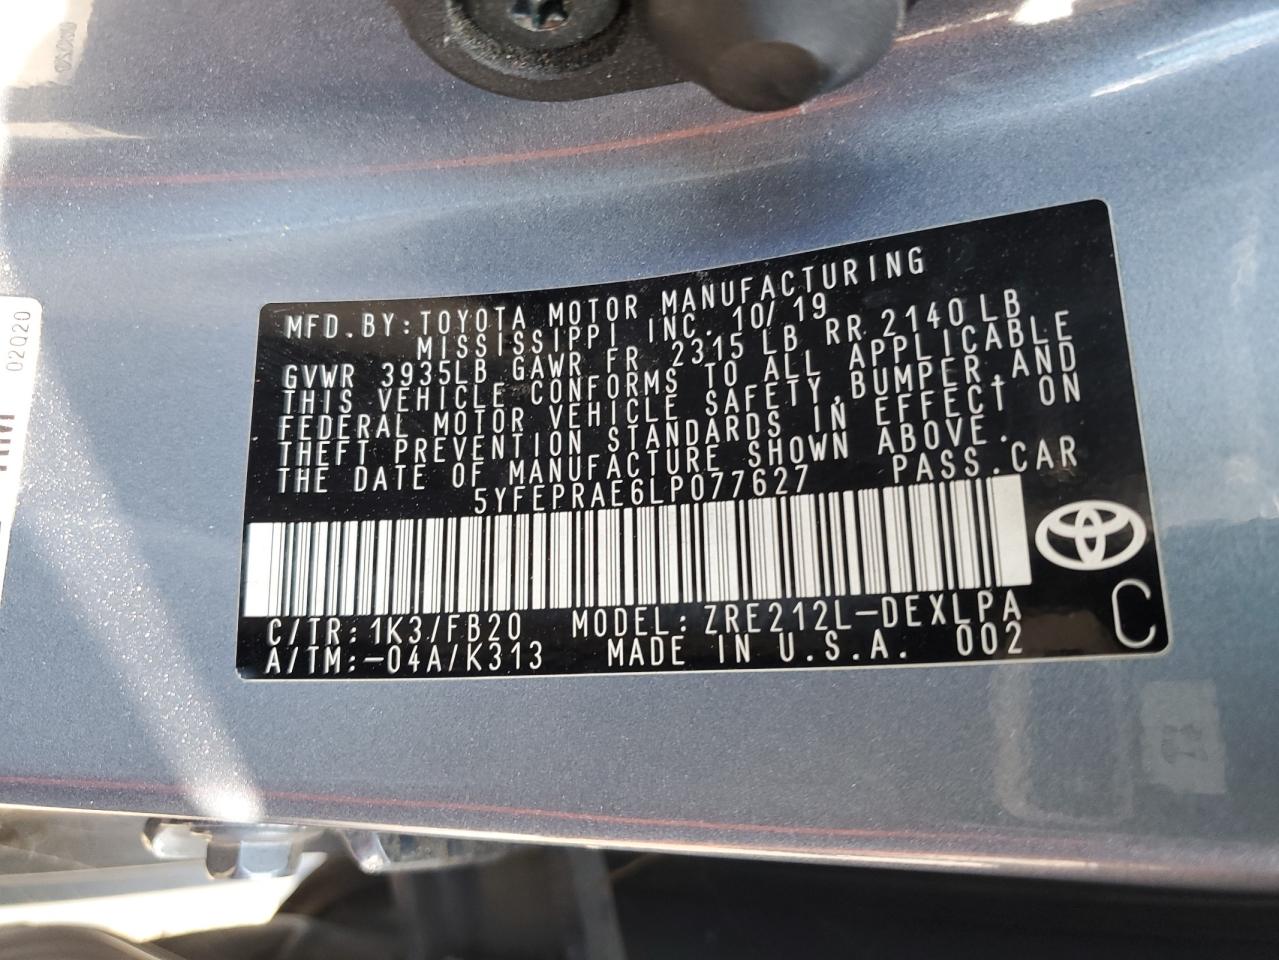 MFD.BY:TOYOTA MOTOR MANUFACTURING
MISSISSIPPI INC. 10/19
GVWR 3935LB GAWR FR 2315 LB RR 2140 LB
THIS VEHICLE CONFORMS TO ALL APPLICABLE
FEDERAL MOTOR VEHICLE SAFETY,BUMPER,AND
THEFT PREVENTION STANDARDS IN EFFECT ON
THE DATE OF MANUFACTURE SHOWN ABOVE.
5YFEPRAE6LP077627 PASS.CAR
C/TR:1K3/FB20 MODEL:ZRE212L-DEXLPA
A/TM:-04A/K313 MADE IN U.S.A. 002
C
02Q20